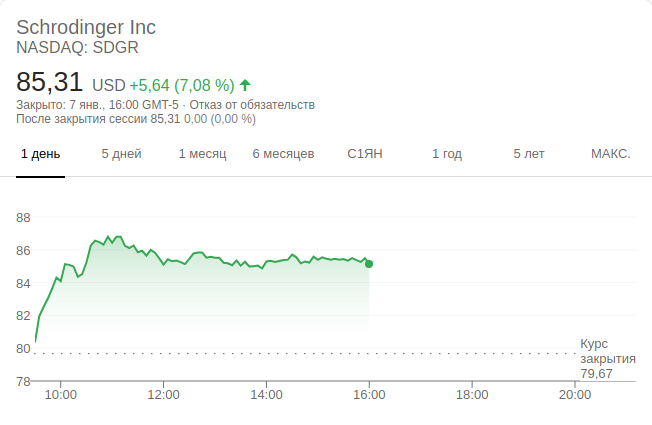 Schrodinger Inc
NASDAQ: SDGR
85,31 USD +5,64 (7,08 %)
Закрыто: 7 янв., 16:00 GMT-5 · Отказ от обязательств
После закрытия сессии 85,31 0,00 (0,00 %)
1 день 5 дней 1 месяц 6 месяцев С1ЯН 1 год 5 лет МАКС.
88
86
84
82
80
78
Курс
закрытия
79,67
10:00 12:00 14:00 16:00 18:00 20:00